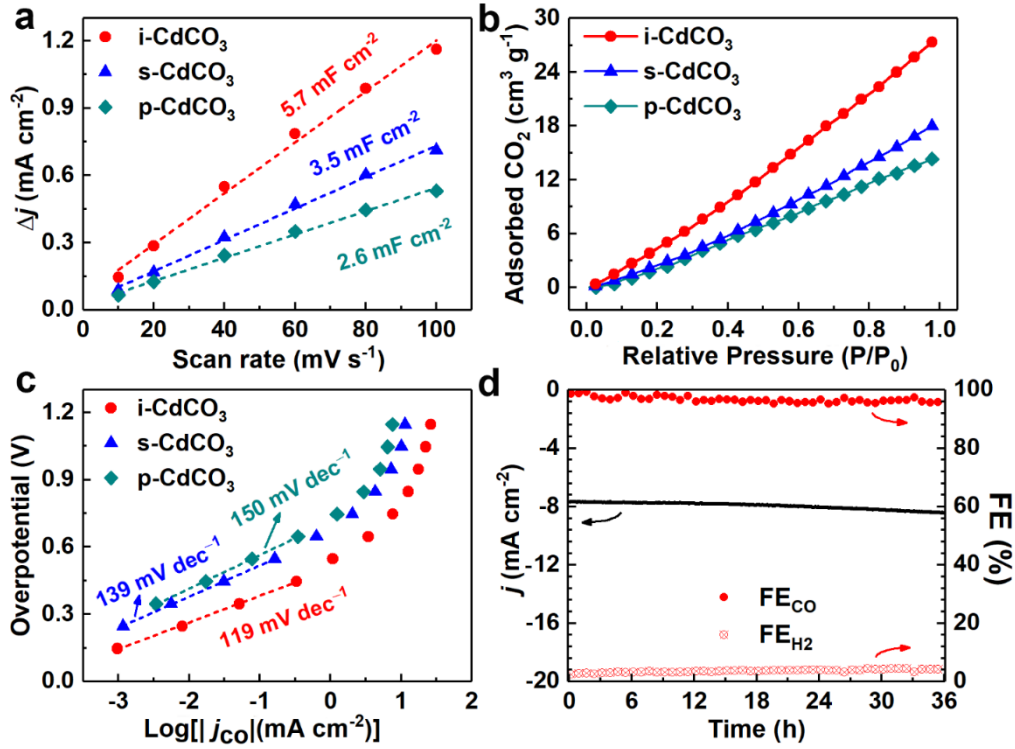 a
1.2
0.9
0.6
0.3
0.0
Δj (mA cm⁻²)
i-CdCO₃
s-CdCO₃
p-CdCO₃
5.7 mF cm⁻²
3.5 mF cm⁻²
2.6 mF cm⁻²
0 20 40 60 80 100
Scan rate (mV s⁻¹)
b
30
24
18
12
6
0
Adsorbed CO₂ (cm³ g⁻¹)
i-CdCO₃
s-CdCO₃
p-CdCO₃
0.0 0.2 0.4 0.6 0.8 1.0
Relative Pressure (P/P₀)
c
1.5
1.2
0.9
0.6
0.3
0.0
Overpotential (V)
i-CdCO₃
s-CdCO₃
p-CdCO₃
150 mV dec⁻¹
139 mV dec⁻¹
119 mV dec⁻¹
-3 -2 -1 0 1 2
Log[| jco|(mA cm⁻²)]
d
0
-4
-8
-12
-16
-20
j (mA cm⁻²)
100
80
60
40
20
0
FE (%)
FE_CO
FE_H2
0 6 12 18 24 30 36
Time (h)